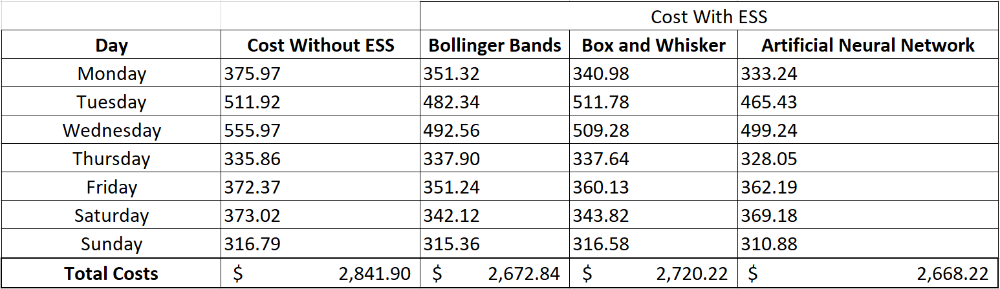 Cost With ESS
Day Cost Without ESS Bollinger Bands Box and Whisker Artificial Neural Network
Monday 375.97 351.32 340.98 333.24
Tuesday 511.92 482.34 511.78 465.43
Wednesday 555.97 492.56 509.28 499.24
Thursday 335.86 337.90 337.64 328.05
Friday 372.37 351.24 360.13 362.19
Saturday 373.02 342.12 343.82 369.18
Sunday 316.79 315.36 316.58 310.88
Total Costs $ 2,841.90 $ 2,672.84 $ 2,720.22 $ 2,668.22